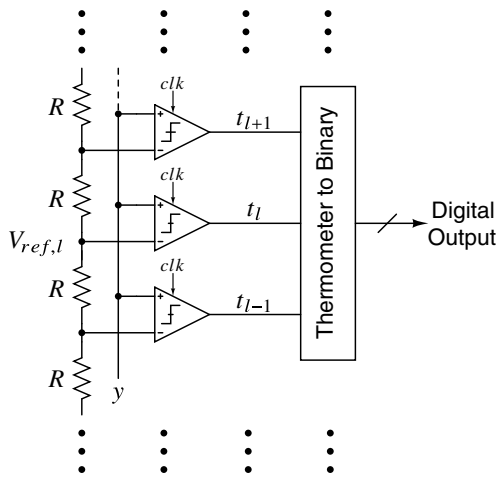 clk
R
+
−
t_{l+1}
clk
R
+
−
t_l
V_{ref,l}
clk
R
+
−
t_{l−1}
R
y
Thermometer to Binary
Digital
Output